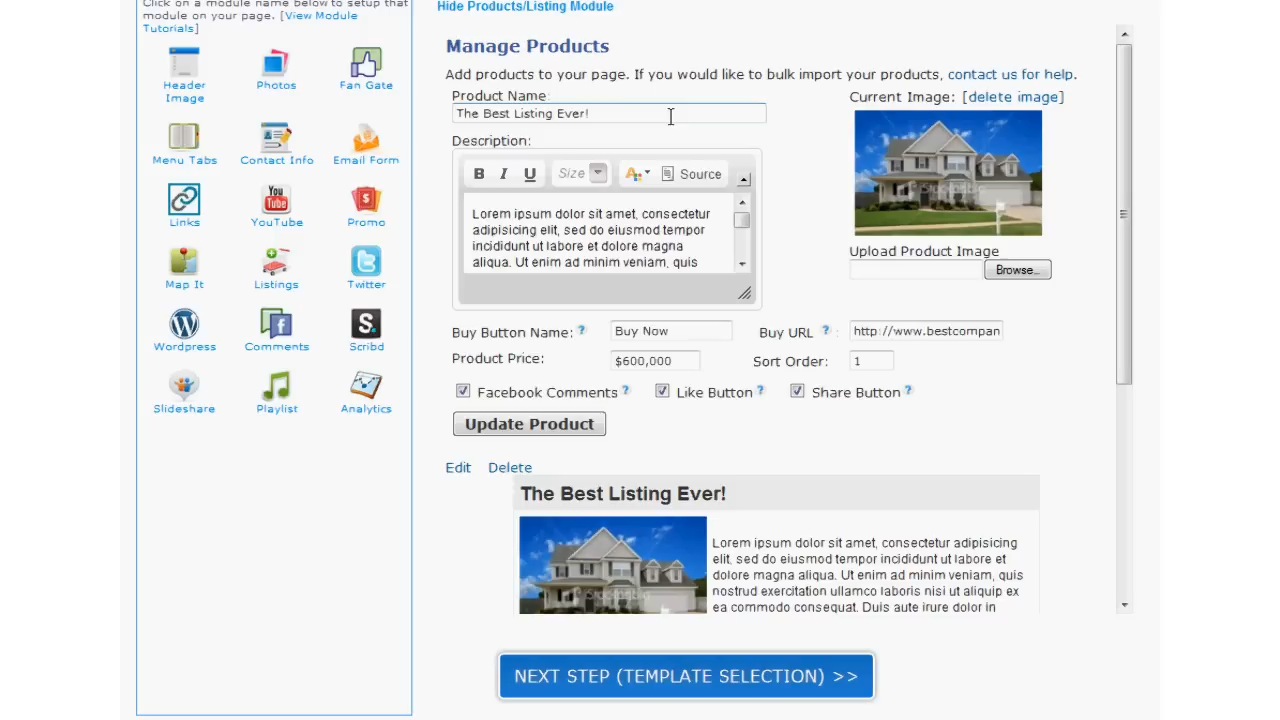 Click on a module name below to setup that
module on your page. [View Module
Tutorials]
Header
Image
Photos
Fan Gate
Menu Tabs
Contact Info
Email Form
Links
You
Tube
YouTube
Promo
Map It
Listings
Twitter
Wordpress
Comments
Scribd
Slideshare
Playlist
Analytics
Hide Products/Listing Module
Manage Products
Add products to your page. If you would like to bulk import your products, contact us for help.
Product Name:
The Best Listing Ever!
Current Image: [delete image]
Description:
B I U Size A Source
Lorem ipsum dolor sit amet, consectetur
adipisicing elit, sed do eiusmod tempor
incididunt ut labore et dolore magna
aliqua. Ut enim ad minim veniam, quis
Upload Product Image
Browse...
Buy Button Name: ? Buy Now Buy URL ? : http://www.bestcompan
Product Price: $600,000 Sort Order: 1
Facebook Comments ? Like Button ? Share Button ?
Update Product
Edit Delete
The Best Listing Ever!
Lorem ipsum dolor sit amet, consectetur adipisicing
elit, sed do eiusmod tempor incididunt ut labore et
dolore magna aliqua. Ut enim ad minim veniam, quis
nostrud exercitation ullamco laboris nisi ut aliquip ex
ea commodo consequat. Duis aute irure dolor in
NEXT STEP (TEMPLATE SELECTION) >>